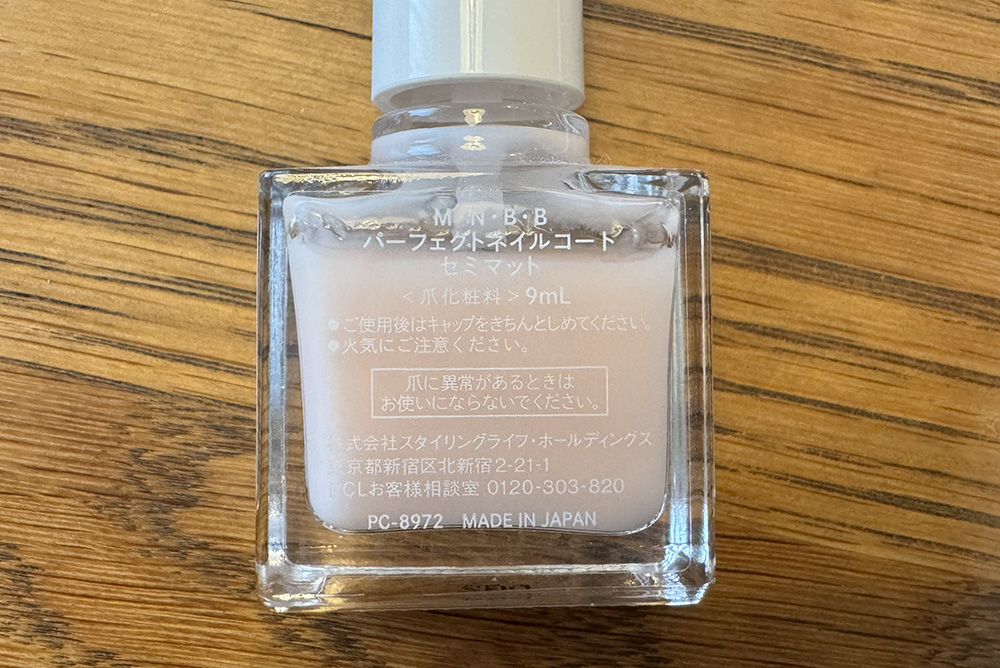 M・N・B・B
パーフェクトネイルコート
セミマット
<爪化粧料>9mL
●ご使用後はキャップをきちんとしめてください。
●火気にご注意ください。
爪に異常があるときは
お使いにならないでください。
株式会社スタイリングライフ・ホールディングス
東京都新宿区北新宿2-21-1
BCLお客様相談室 0120-303-820
PC-8972 MADE IN JAPAN